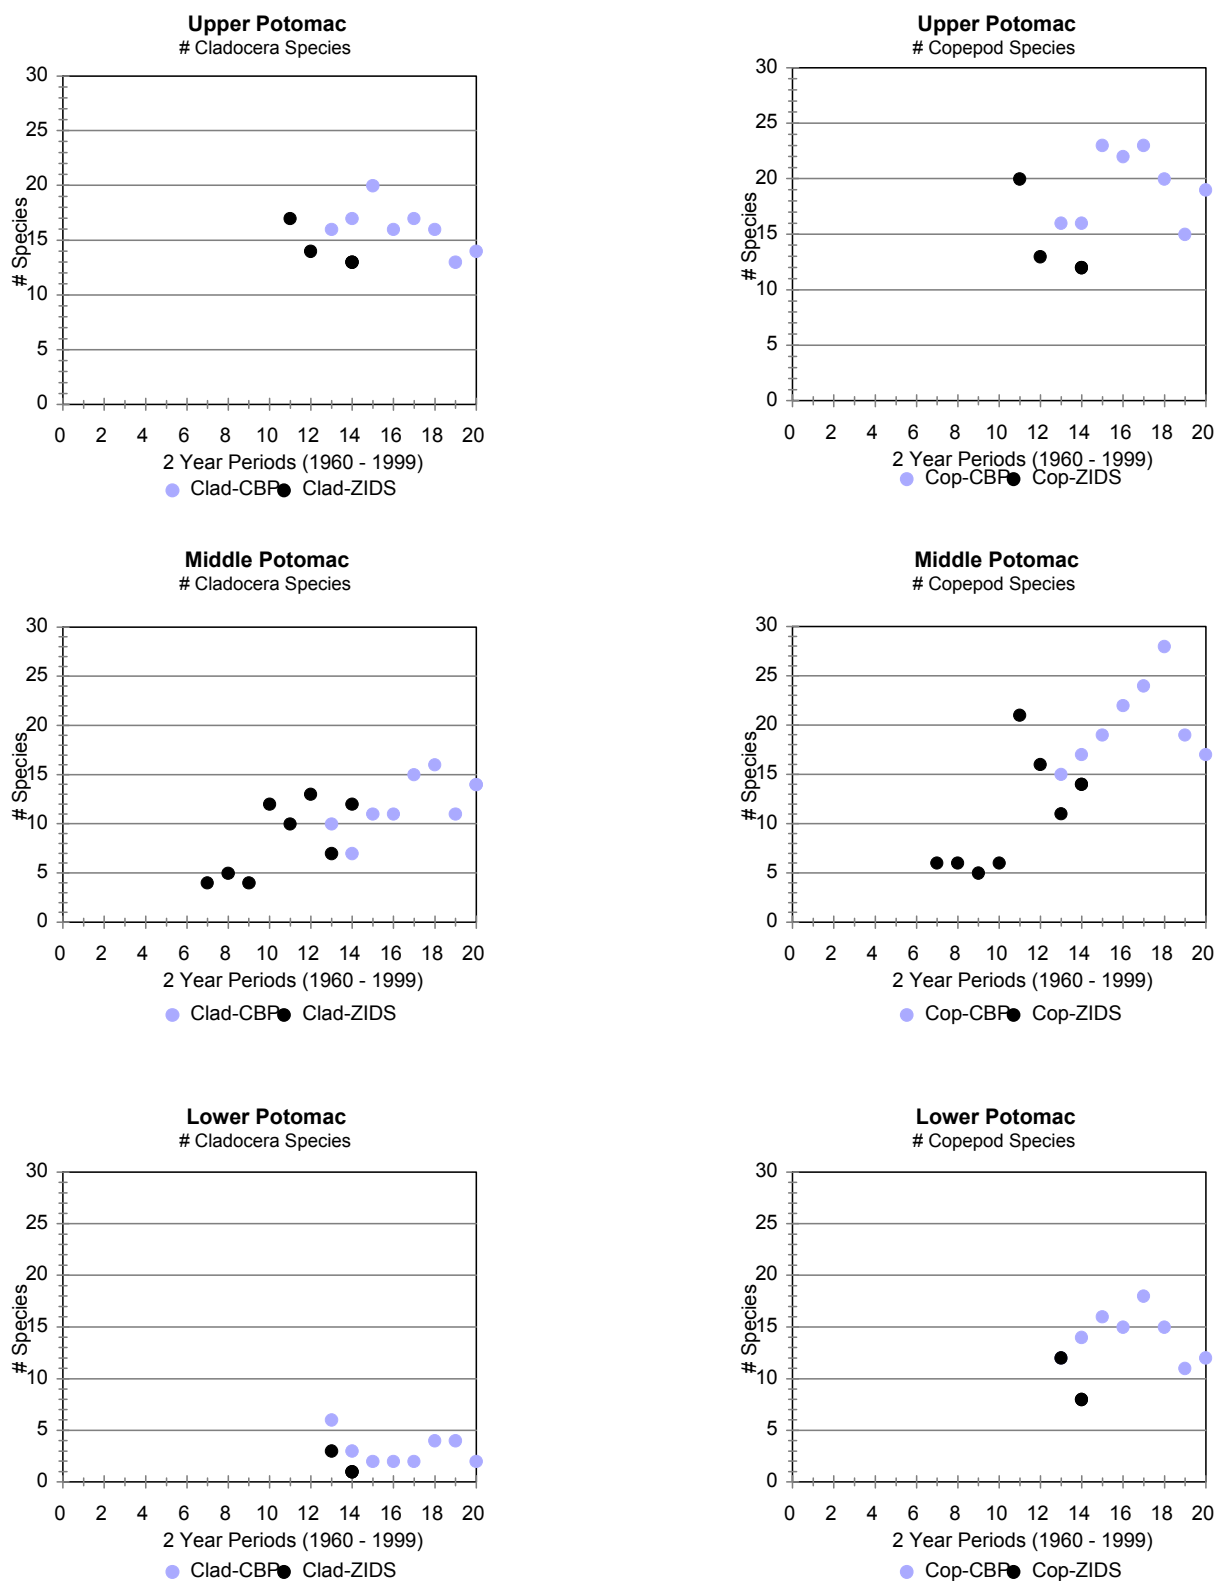 Upper Potomac
# Cladocera Species
30
25
20
15
10
5
0
# Species
0 2 4 6 8 10 12 14 16 18 20
2 Year Periods (1960 - 1999)
Clad-CBP Clad-ZIDS
Upper Potomac
# Copepod Species
30
25
20
15
10
5
0
# Species
0 2 4 6 8 10 12 14 16 18 20
2 Year Periods (1960 - 1999)
Cop-CBP Cop-ZIDS
Middle Potomac
# Cladocera Species
30
25
20
15
10
5
0
# Species
0 2 4 6 8 10 12 14 16 18 20
2 Year Periods (1960 - 1999)
Clad-CBP Clad-ZIDS
Middle Potomac
# Copepod Species
30
25
20
15
10
5
0
# Species
0 2 4 6 8 10 12 14 16 18 20
2 Year Periods (1960 - 1999)
Cop-CBP Cop-ZIDS
Lower Potomac
# Cladocera Species
30
25
20
15
10
5
0
# Species
0 2 4 6 8 10 12 14 16 18 20
2 Year Periods (1960 - 1999)
Clad-CBP Clad-ZIDS
Lower Potomac
# Copepod Species
30
25
20
15
10
5
0
# Species
0 2 4 6 8 10 12 14 16 18 20
2 Year Periods (1960 - 1999)
Cop-CBP Cop-ZIDS